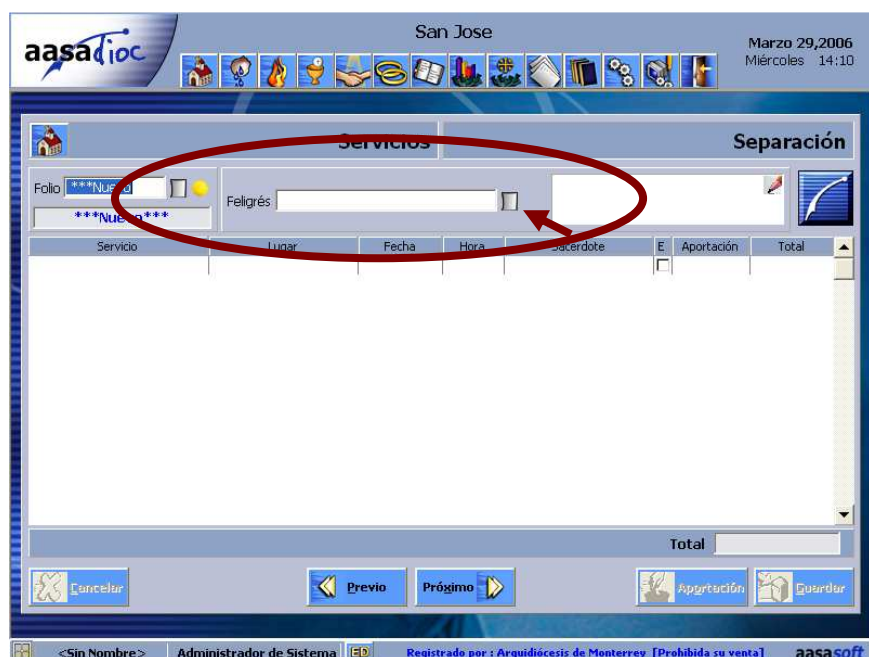 aasadioc
San Jose
Marzo 29,2006
Miércoles 14:10
Servicios
Separación
Folio ***Nuevo
Feligrés
***Nuevo***
Servicio Lugar Fecha Hora Sacerdote E Aportación Total
Total
Cancelar
Previo
Próximo
Aportación
Guardar
<Sin Nombre> Administrador de Sistema ED Registrado por : Arquidiócesis de Monterrey [Prohibida su venta] aasasoft